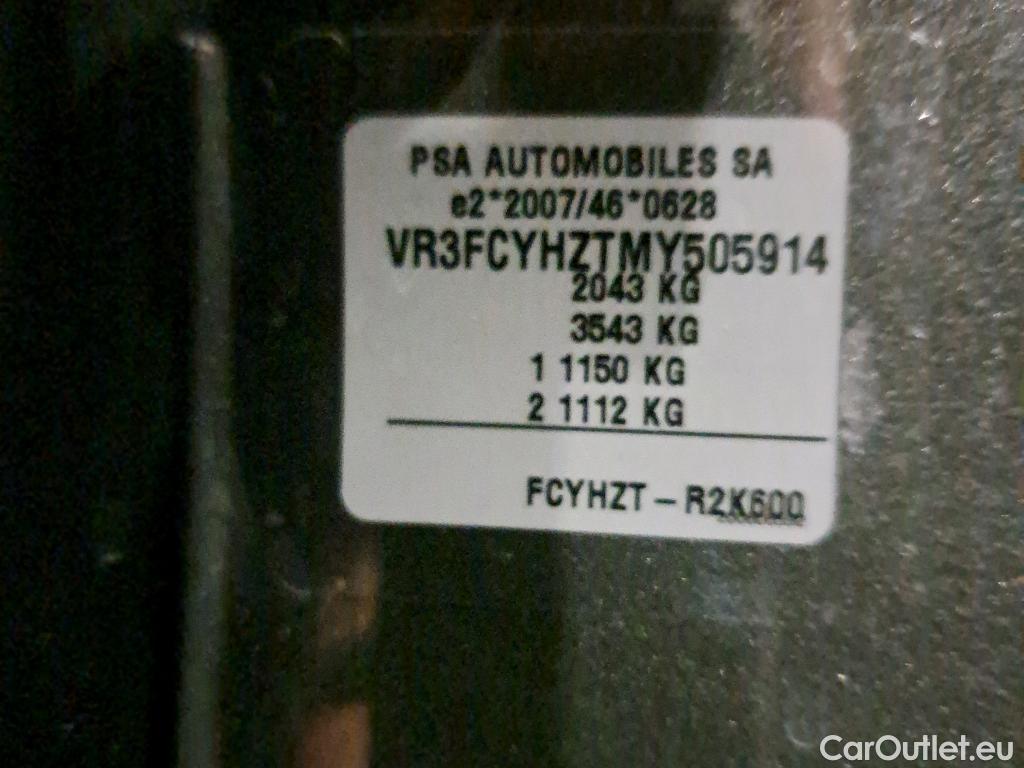 PSA AUTOMOBILES SA
e2*2007/46*0628
VR3FCYHZTMY505914
2043 KG
3543 KG
1 1150 KG
2 1112 KG
FCYHZT – R2K600
CarOutlet.eu